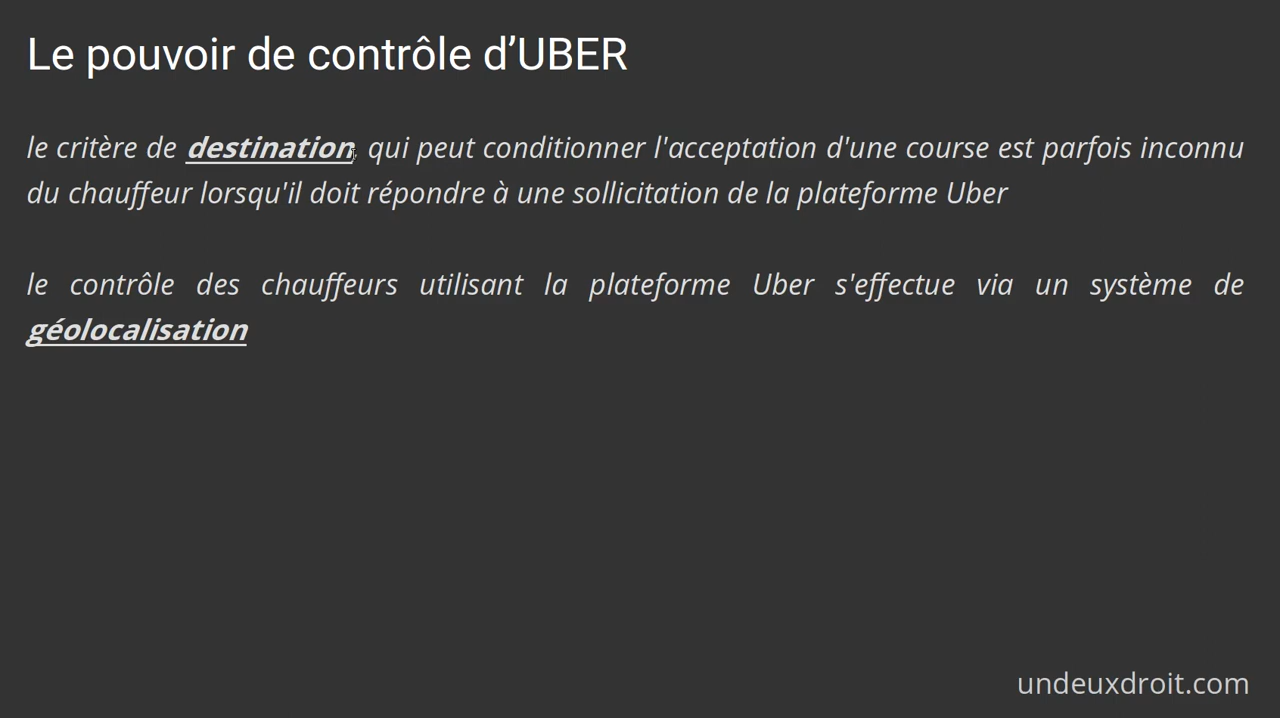 Le pouvoir de contrôle d’UBER
le critère de destination, qui peut conditionner l'acceptation d'une course est parfois inconnu
du chauffeur lorsqu'il doit répondre à une sollicitation de la plateforme Uber
le contrôle des chauffeurs utilisant la plateforme Uber s'effectue via un système de
géolocalisation
undeuxdroit.com